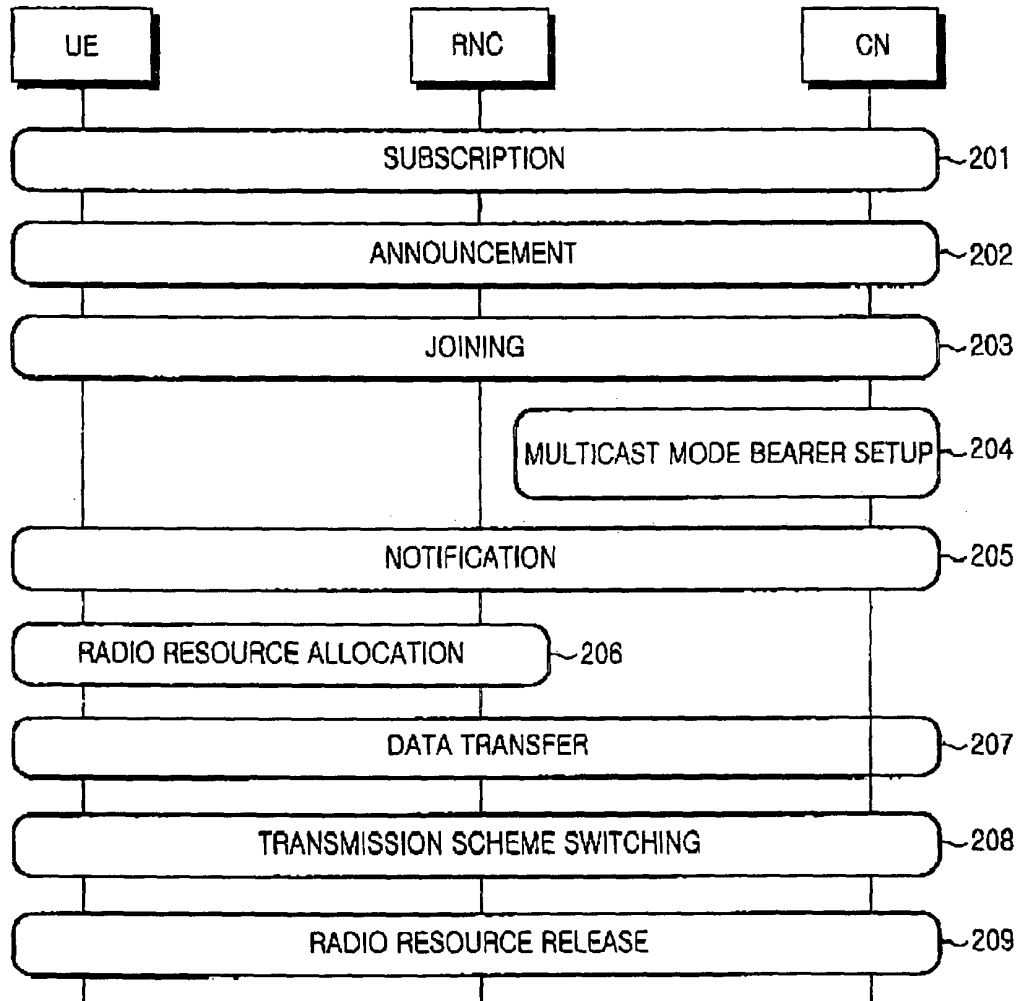 UE RNC CN
SUBSCRIPTION 201
ANNOUNCEMENT 202
JOINING 203
MULTICAST MODE BEARER SETUP 204
NOTIFICATION 205
RADIO RESOURCE ALLOCATION 206
DATA TRANSFER 207
TRANSMISSION SCHEME SWITCHING 208
RADIO RESOURCE RELEASE 209